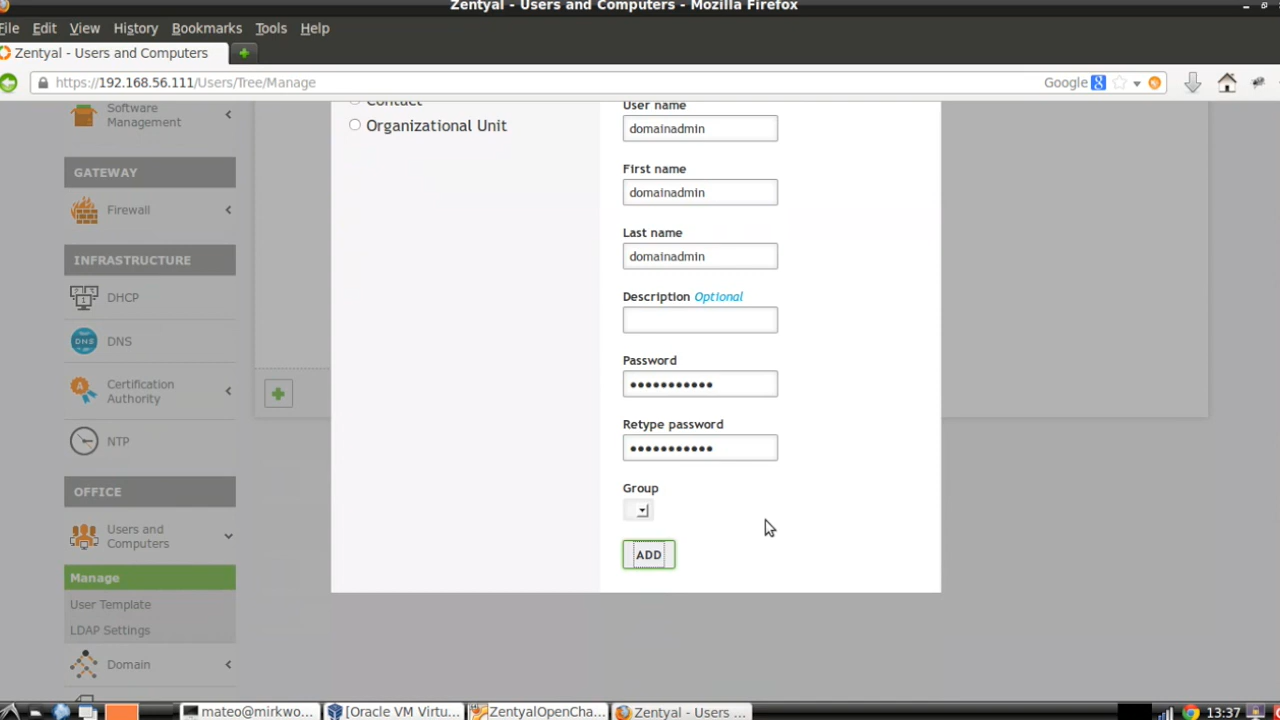 Zentyal - Users and Computers - Mozilla Firefox
File Edit View History Bookmarks Tools Help
Zentyal - Users and Computers
https://192.168.56.111/Users/Tree/Manage
Google
Software
Management
GATEWAY
Firewall
INFRASTRUCTURE
DHCP
DNS
DNS
Certification
Authority
NTP
OFFICE
Users and
Computers
Manage
User Template
LDAP Settings
Domain
Contact
Organizational Unit
User name
domainadmin
First name
domainadmin
Last name
domainadmin
Description Optional
Password
•••••••••••
Retype password
•••••••••••
Group
ADD
mateo@mirkwo...
[Oracle VM Virtu...
ZentyalOpenCha...
Zentyal - Users ...
13:37